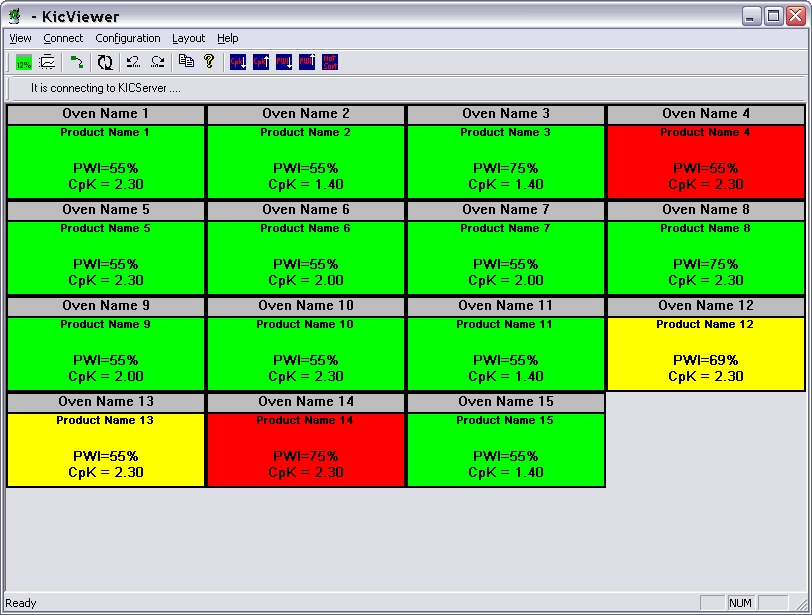 - KicViewer
View Connect Configuration Layout Help
12% CpK CpK PWI PWI Not Sort
It is connecting to KICServer ....
Oven Name 1 Oven Name 2 Oven Name 3 Oven Name 4
Product Name 1 Product Name 2 Product Name 3 Product Name 4
PWI=55% PWI=55% PWI=75% PWI=55%
CpK = 2.30 CpK = 1.40 CpK = 1.40 CpK = 2.30
Oven Name 5 Oven Name 6 Oven Name 7 Oven Name 8
Product Name 5 Product Name 6 Product Name 7 Product Name 8
PWI=55% PWI=55% PWI=55% PWI=75%
CpK = 2.30 CpK = 2.00 CpK = 2.00 CpK = 2.30
Oven Name 9 Oven Name 10 Oven Name 11 Oven Name 12
Product Name 9 Product Name 10 Product Name 11 Product Name 12
PWI=55% PWI=55% PWI=55% PWI=69%
CpK = 2.00 CpK = 2.30 CpK = 1.40 CpK = 2.30
Oven Name 13 Oven Name 14 Oven Name 15
Product Name 13 Product Name 14 Product Name 15
PWI=55% PWI=75% PWI=55%
CpK = 2.30 CpK = 2.30 CpK = 1.40
Ready NUM